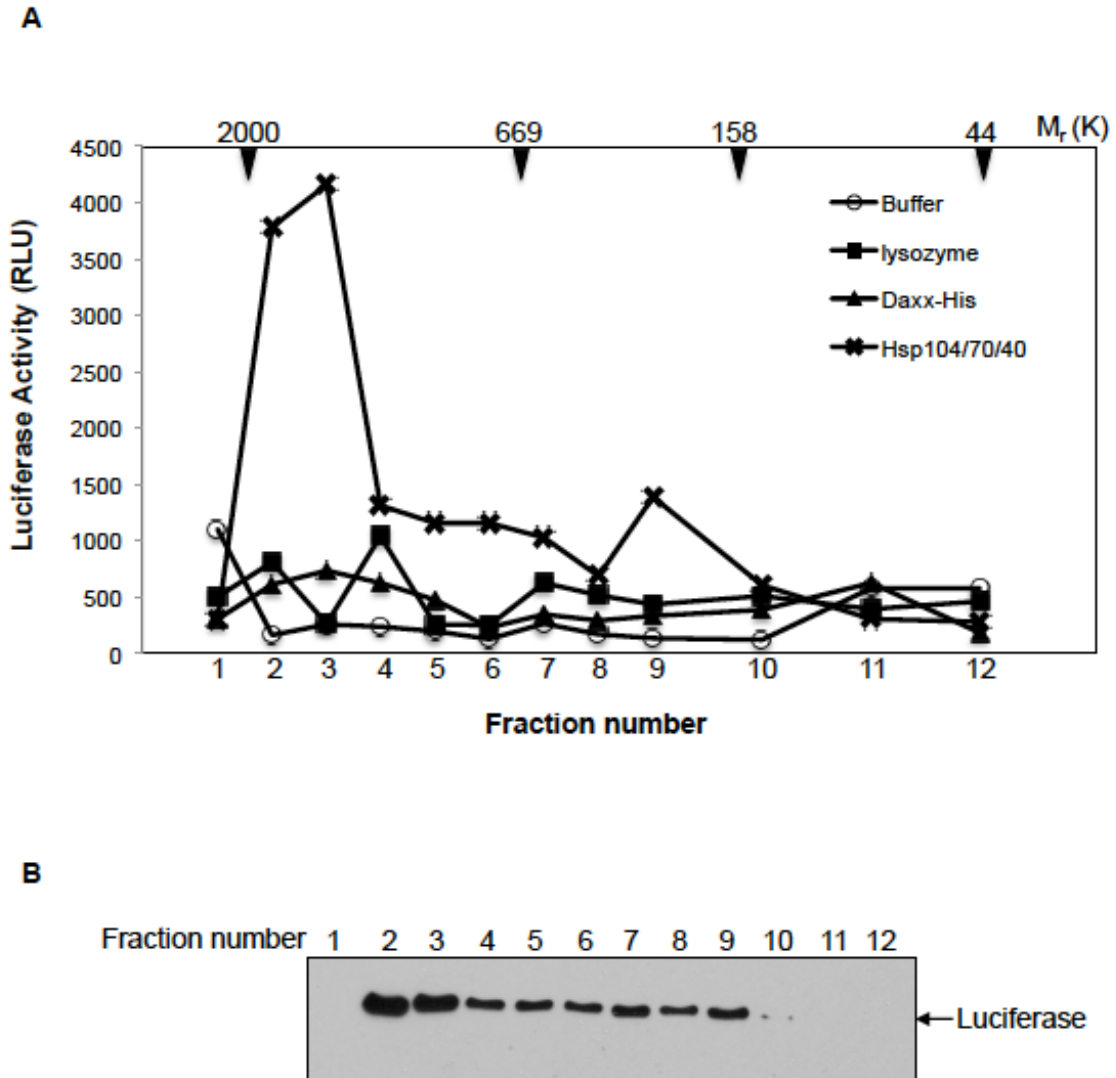 A
2000 669 158 44 Mr (K)
4500
4000
3500
3000
2500
2000
1500
1000
500
0
Luciferase Activity (RLU)
Buffer
lysozyme
Daxx-His
Hsp104/70/40
1 2 3 4 5 6 7 8 9 10 11 12
Fraction number
B
Fraction number 1 2 3 4 5 6 7 8 9 10 11 12
Luciferase